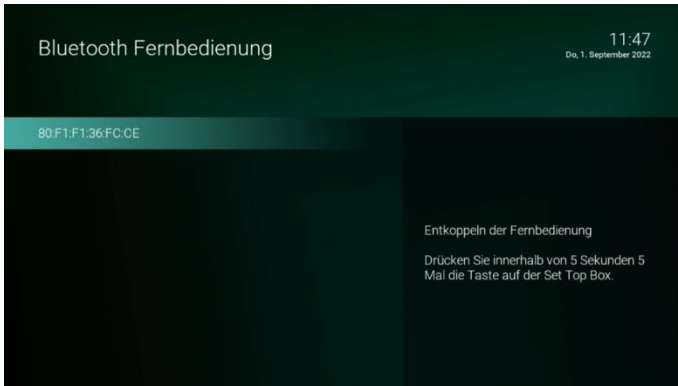 Bluetooth Fernbedienung
11:47
Do, 1. September 2022
80:F1:F1:36:FC:CE
Entkoppeln der Fernbedienung
Drücken Sie innerhalb von 5 Sekunden 5
Mal die Taste auf der Set Top Box.